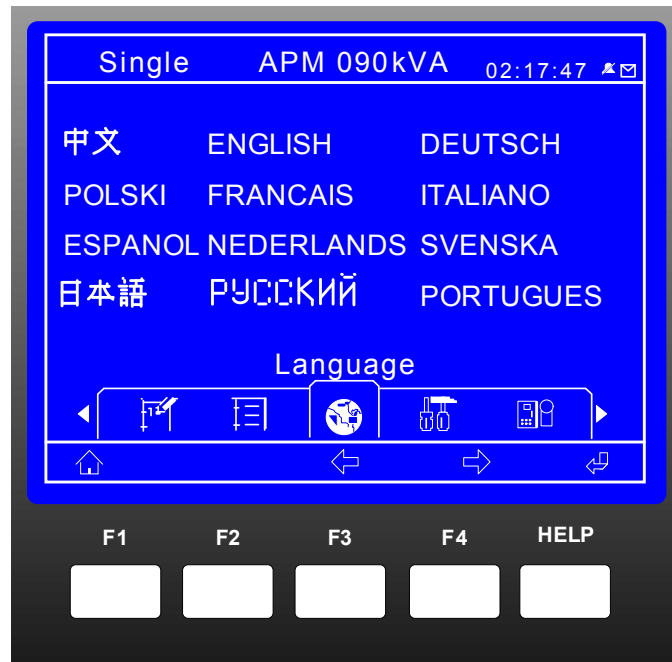 Single APM 090kVA 02:17:47
中文 ENGLISH DEUTSCH
POLSKI FRANCAIS ITALIANO
ESPANOL NEDERLANDS SVENSKA
日本語 РУССКИЙ PORTUGUES
Language
F1 F2 F3 F4 HELP